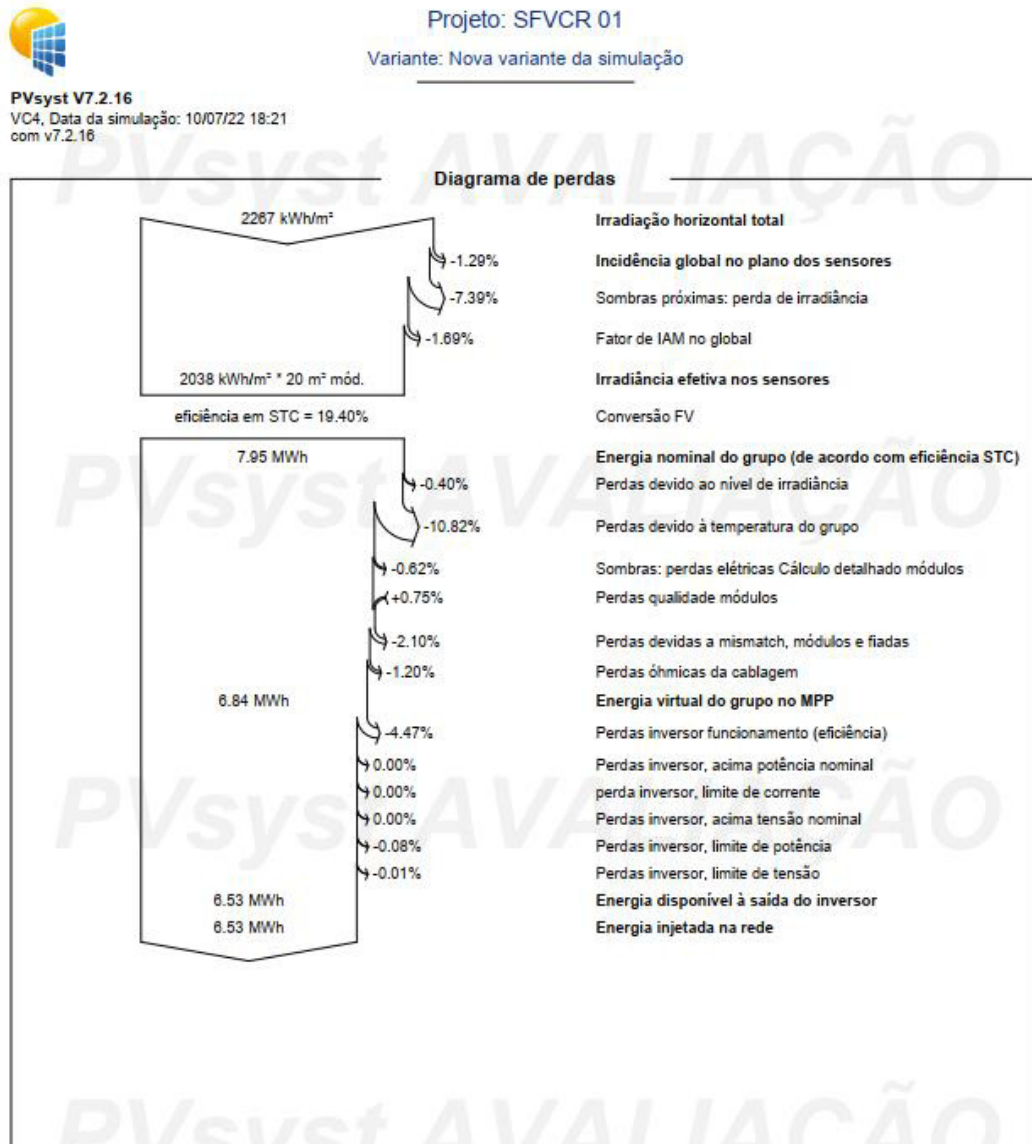 Projeto: SFVCR 01
Variante: Nova variante da simulação
PVsyst V7.2.16
VC4, Data da simulação: 10/07/22 18:21
com v7.2.16
PVsyst AVALIAÇÃO
Diagrama de perdas
2267 kWh/m² Irradiação horizontal total
-1.29% Incidência global no plano dos sensores
-7.39% Sombras próximas: perda de irradiância
-1.69% Fator de IAM no global
2038 kWh/m² * 20 m² mód. Irradiância efetiva nos sensores
eficiência em STC = 19.40% Conversão FV
7.95 MWh Energia nominal do grupo (de acordo com eficiência STC)
PVsyst AVALIAÇÃO
-0.40% Perdas devido ao nível de irradiância
-10.82% Perdas devido à temperatura do grupo
-0.62% Sombras: perdas elétricas Cálculo detalhado módulos
+0.75% Perdas qualidade módulos
-2.10% Perdas devidas a mismatch, módulos e fiadas
-1.20% Perdas óhmicas da cablagem
6.84 MWh Energia virtual do grupo no MPP
-4.47% Perdas inversor funcionamento (eficiência)
0.00% Perdas inversor, acima potência nominal
0.00% perda inversor, limite de corrente
PVsyst AVALIAÇÃO
0.00% Perdas inversor, acima tensão nominal
-0.08% Perdas inversor, limite de potência
-0.01% Perdas inversor, limite de tensão
6.53 MWh Energia disponível à saída do inversor
6.53 MWh Energia injetada na rede
PVsyst AVALIAÇÃO